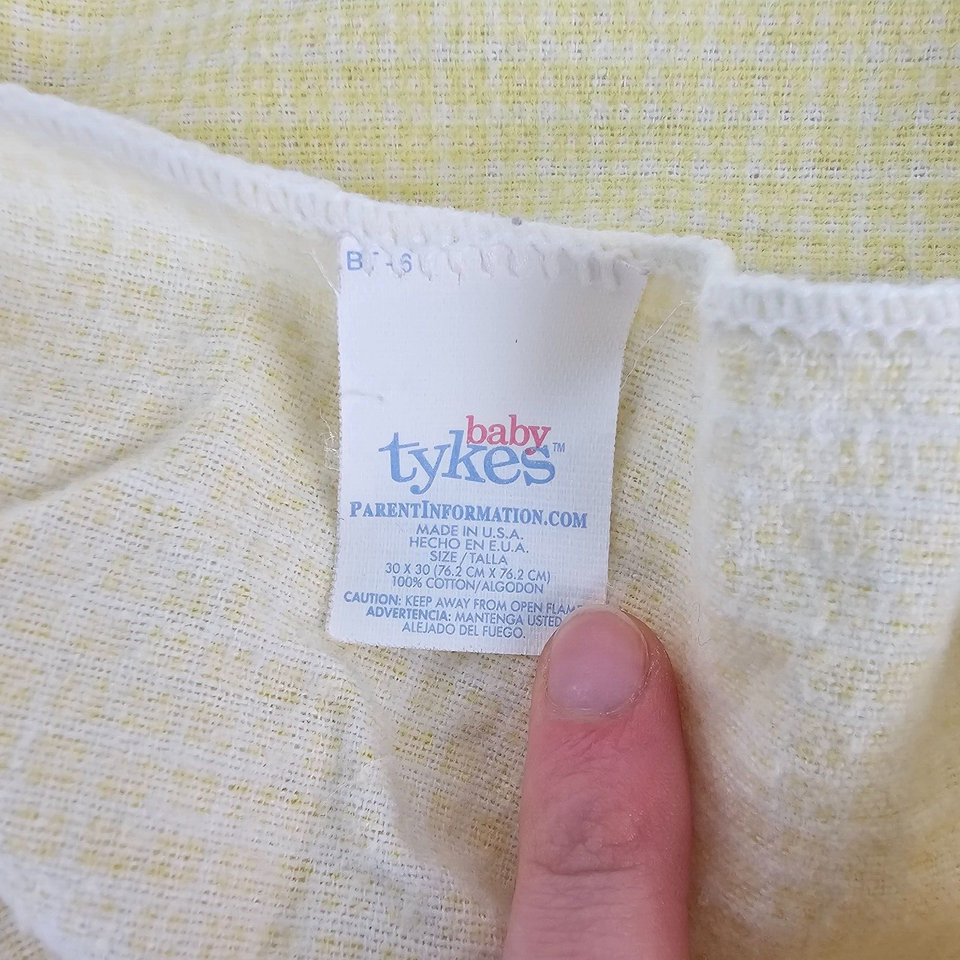 baby
tykes™
PARENTINFORMATION.COM
MADE IN U.S.A.
HECHO EN E.U.A.
SIZE/TALLA
30 X 30 (76.2 CM X 76.2 CM)
100% COTTON/ALGODON
CAUTION: KEEP AWAY FROM OPEN FLAME
ADVERTENCIA: MANTENGA USTED
ALEJADO DEL FUEGO.